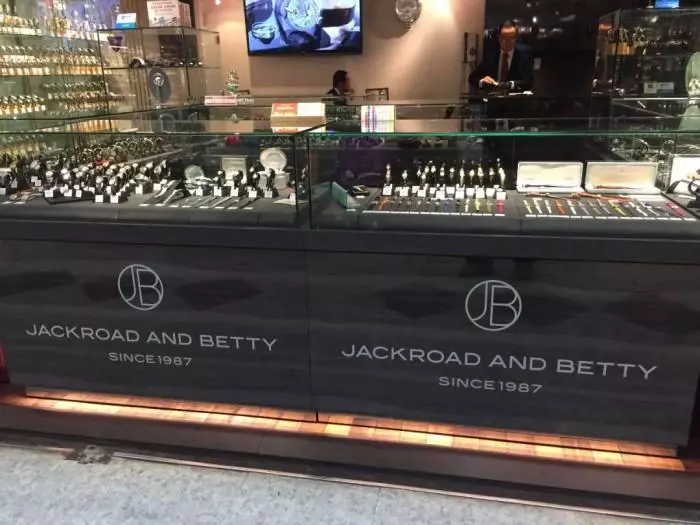 JB
JACKROAD AND BETTY
SINCE1987
JB
JACKROAD AND BETTY
SINCE1987